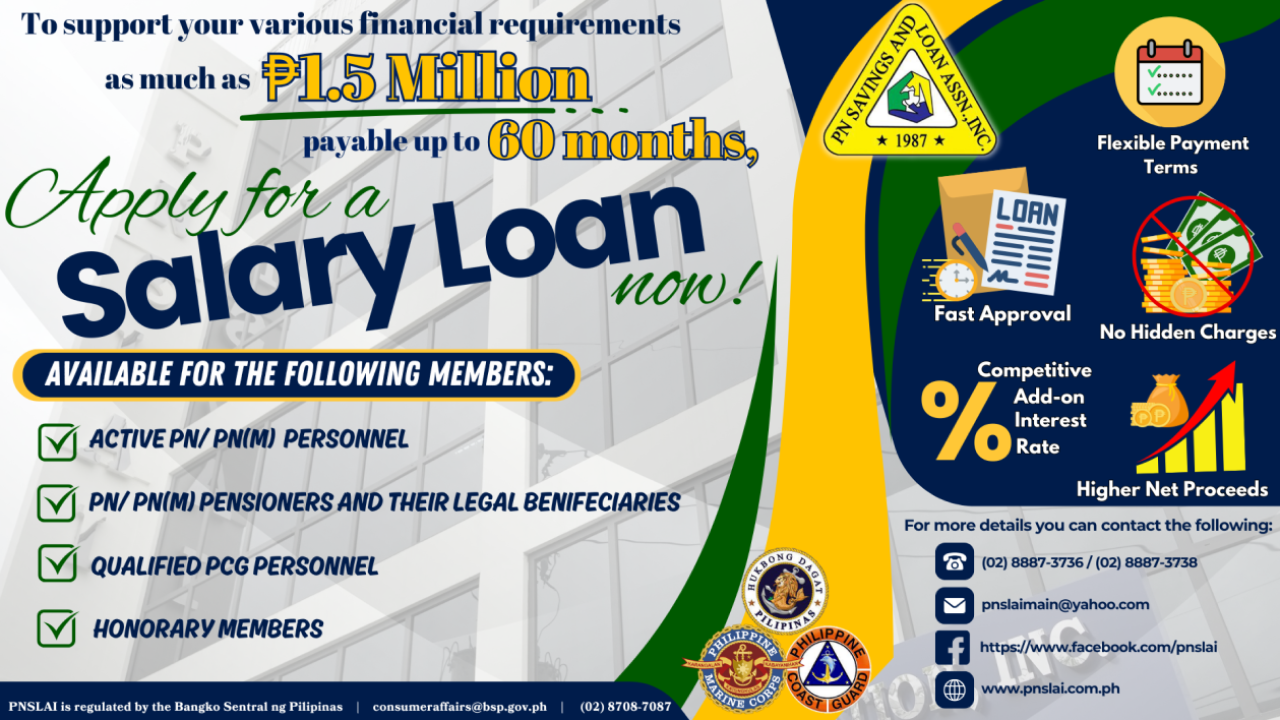 To support your various financial requirements
as much as ₱1.5 Million
payable up to 60 months,
Apply for a
Salary Loan
now!
AVAILABLE FOR THE FOLLOWING MEMBERS:
ACTIVE PN/ PN(M) PERSONNEL
PN/ PN(M) PENSIONERS AND THEIR LEGAL BENIFECIARIES
QUALIFIED PCG PERSONNEL
HONORARY MEMBERS
PN SAVINGS AND LOAN ASSN., INC.
★ 1987 ★
Flexible Payment
Terms
LOAN
Fast Approval
No Hidden Charges
Competitive
Add-on
Interest
Rate
%
Higher Net Proceeds
For more details you can contact the following:
(02) 8887-3736 / (02) 8887-3738
pnslaimain@yahoo.com
https://www.facebook.com/pnslai
www.pnslai.com.ph
HUKBONG DAGAT
PILIPINAS
PHILIPPINE
MARINE CORPS
PHILIPPINE
COAST GUARD
INC.
PNSLAI is regulated by the Bangko Sentral ng Pilipinas | consumeraffairs@bsp.gov.ph | (02) 8708-7087